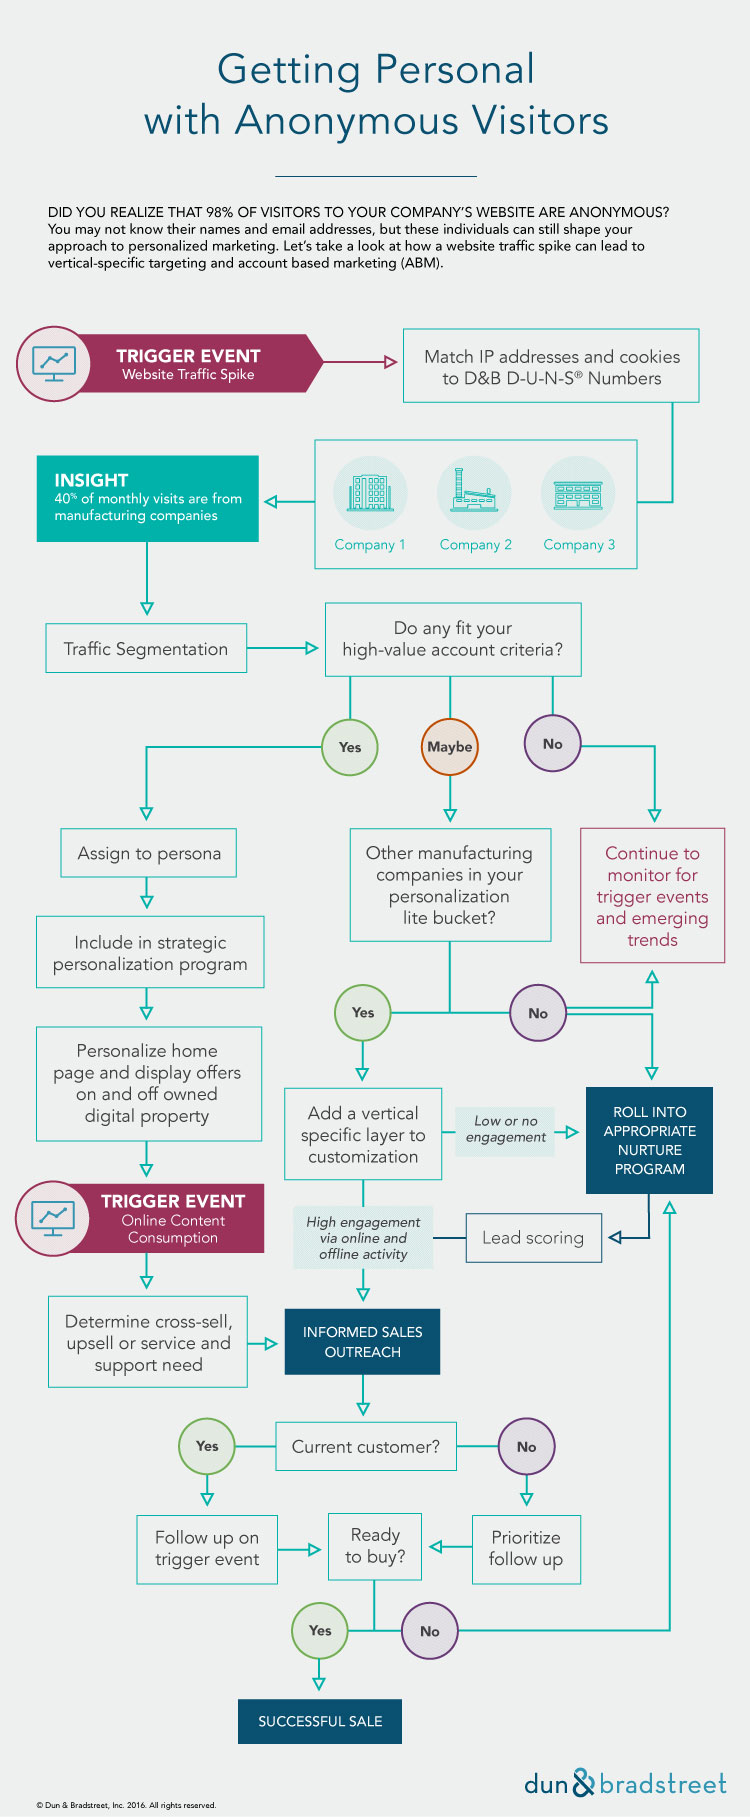 Getting Personal
with Anonymous Visitors
DID YOU REALIZE THAT 98% OF VISITORS TO YOUR COMPANY'S WEBSITE ARE ANONYMOUS?
You may not know their names and email addresses, but these individuals can still shape your
approach to personalized marketing. Let's take a look at how a website traffic spike can lead to
vertical-specific targeting and account based marketing (ABM).
TRIGGER EVENT
Website Traffic Spike
Match IP addresses and cookies
to D&B D-U-N-S® Numbers
INSIGHT
40% of monthly visits are from
manufacturing companies
Company 1
Company 2
Company 3
Traffic Segmentation
Do any fit your
high-value account criteria?
Yes
Maybe
No
Assign to persona
Other manufacturing
companies in your
personalization
lite bucket?
Continue to
monitor for
trigger events
and emerging
trends
Include in strategic
personalization program
Yes
No
Personalize home
page and display offers
on and off owned
digital property
Add a vertical
specific layer to
customization
Low or no
engagement
ROLL INTO
APPROPRIATE
NURTURE
PROGRAM
TRIGGER EVENT
Online Content
Consumption
High engagement
via online and
offline activity
Lead scoring
Determine cross-sell,
upsell or service and
support need
INFORMED SALES
OUTREACH
Yes
Current customer?
No
Follow up on
trigger event
Ready
to buy?
Prioritize
follow up
Yes
No
SUCCESSFUL SALE
dun&bradstreet
© Dun & Bradstreet, Inc. 2016. All rights reserved.